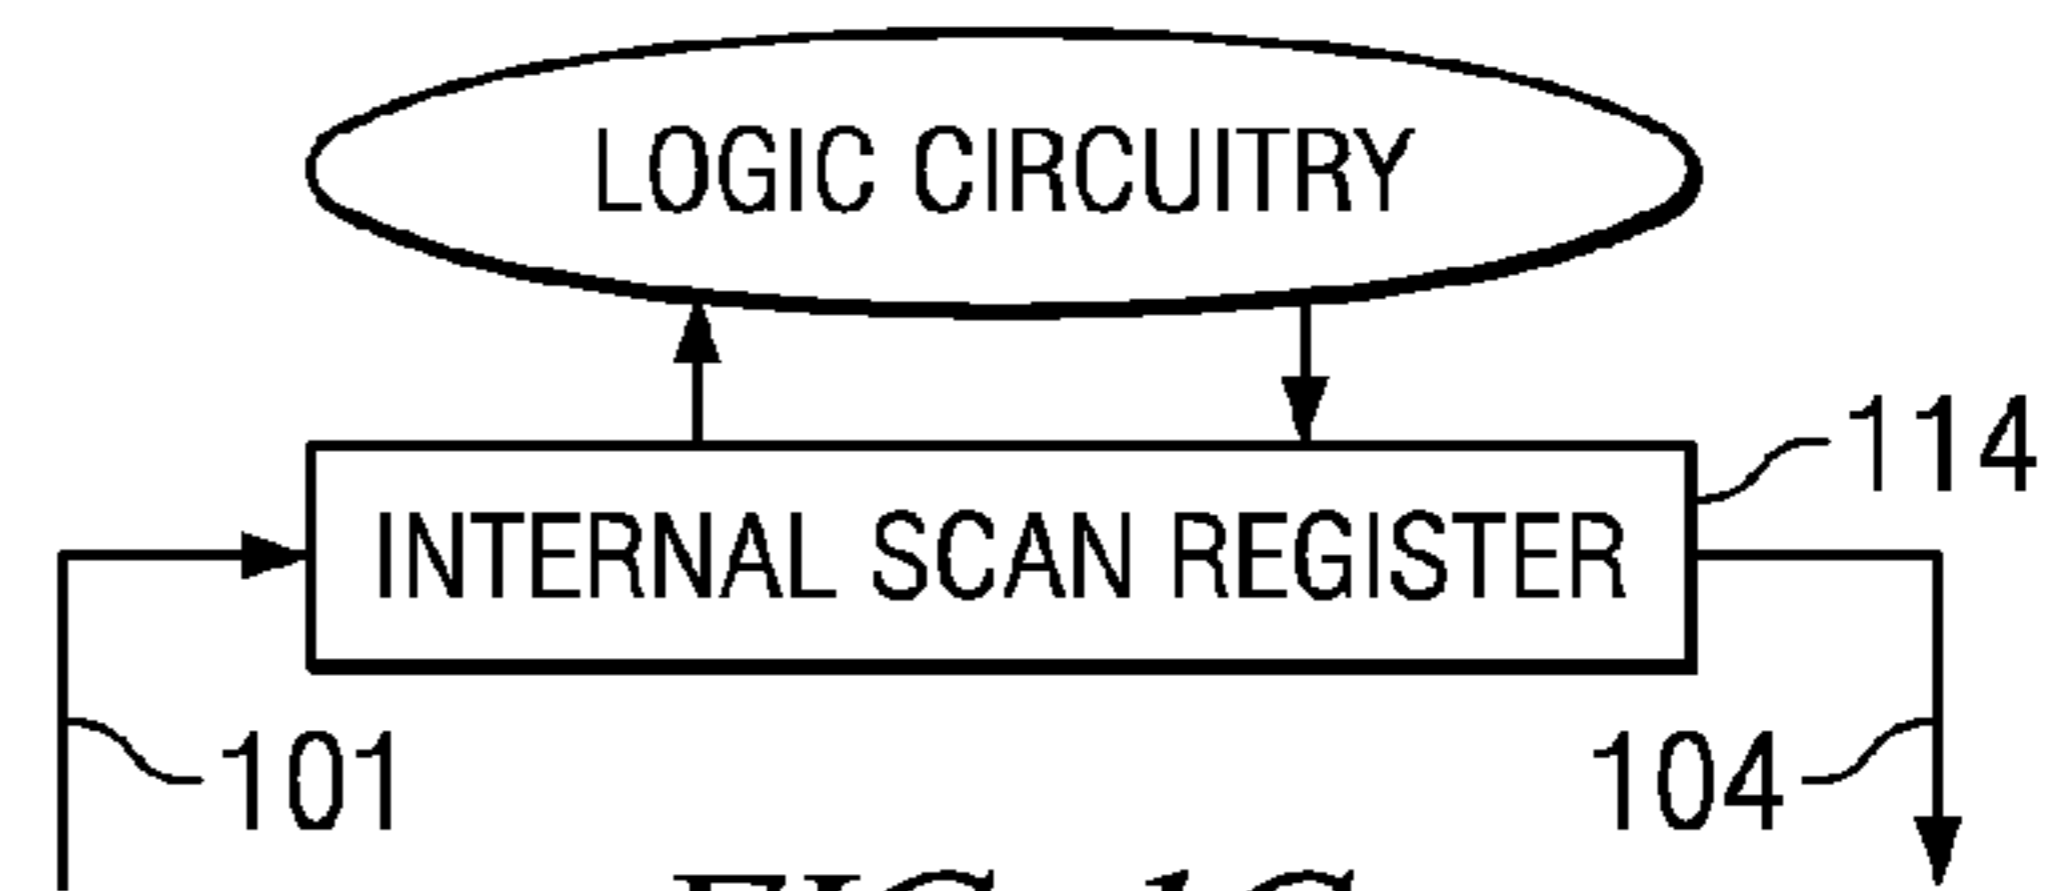 LOGIC CIRCUITRY
114
INTERNAL SCAN REGISTER
101
104